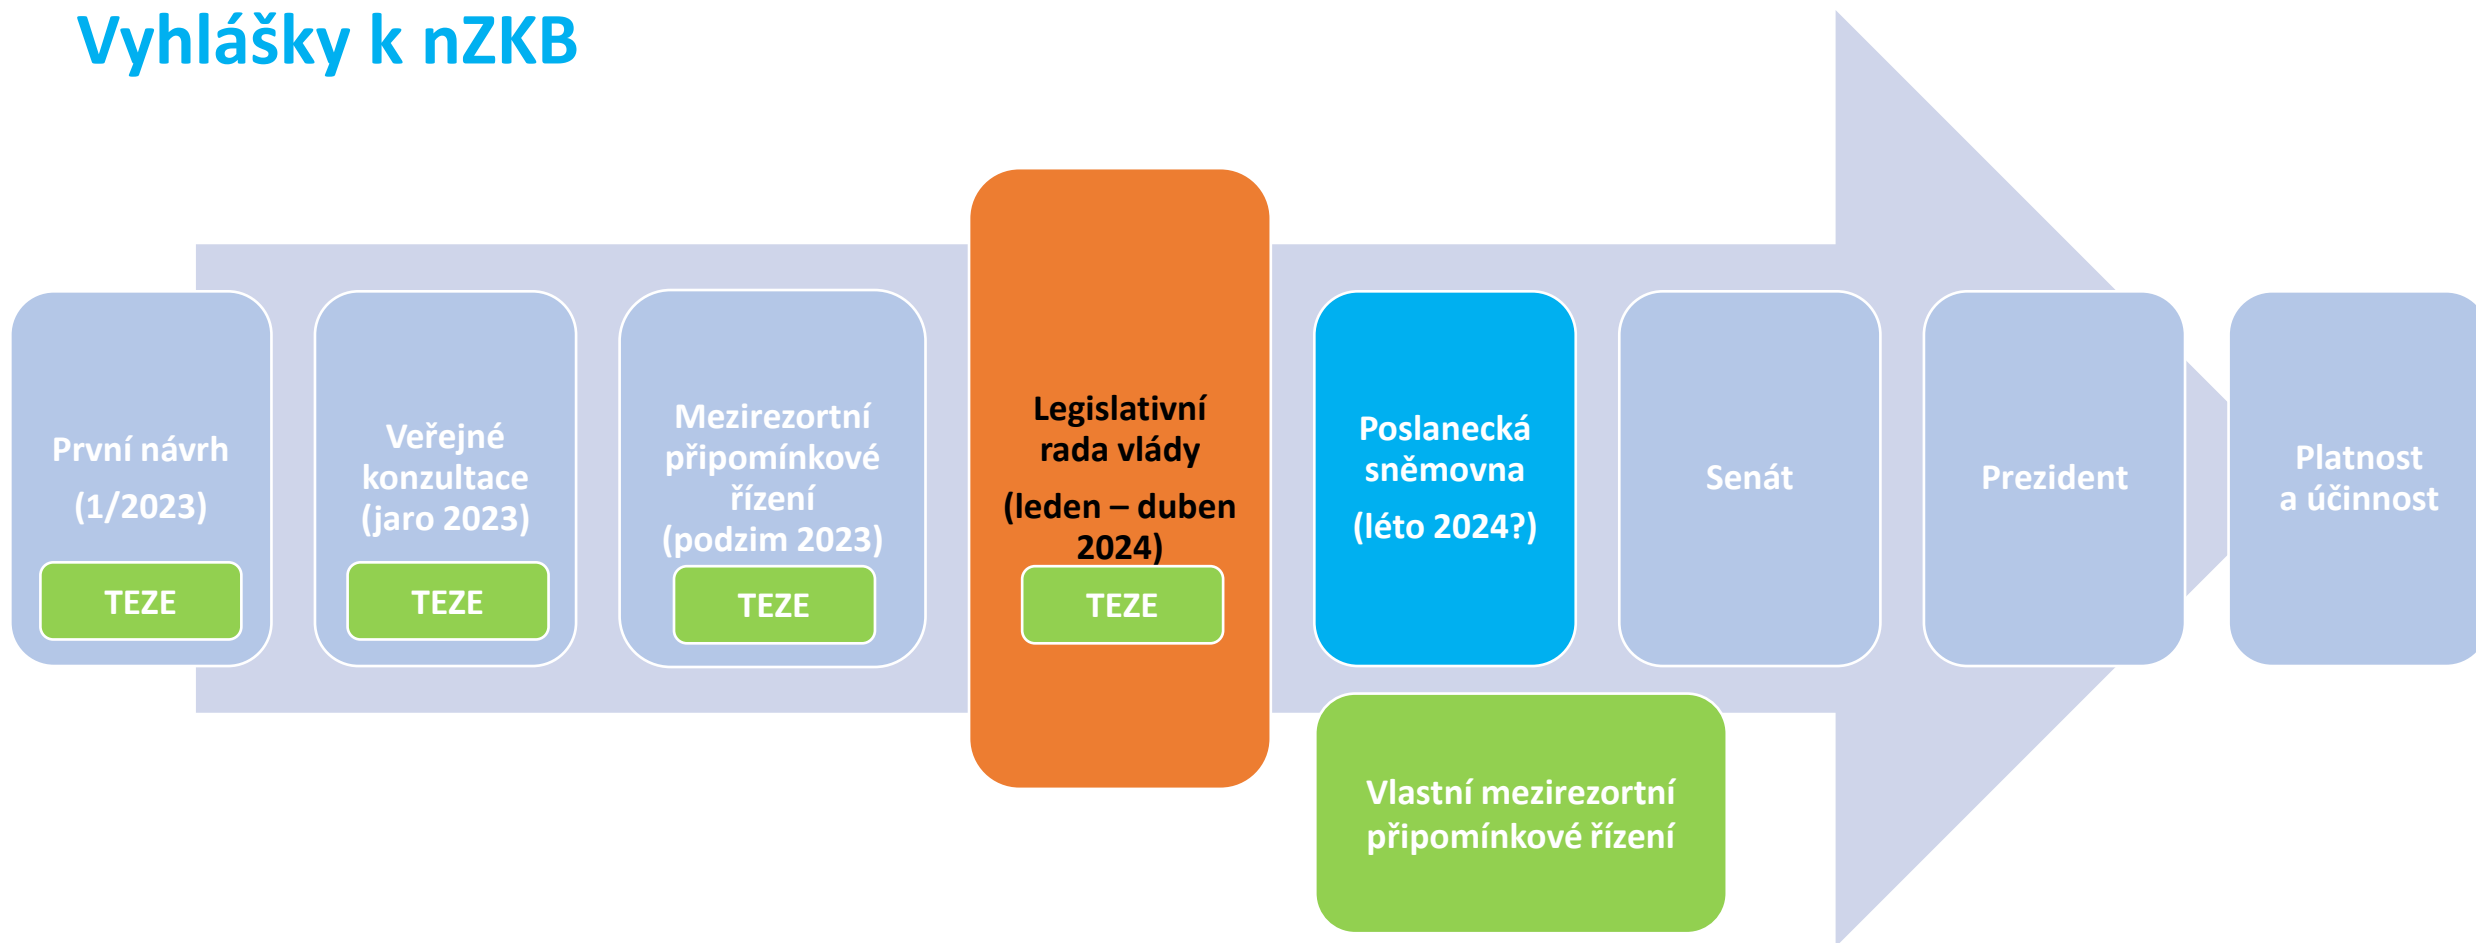 Vyhlášky k nZKB
První návrh
(1/2023)
TEZE
Veřejné
konzultace
(jaro 2023)
TEZE
Mezirezortní
připomínkové
řízení
(podzim 2023)
TEZE
Legislativní
rada vlády
(leden – duben
2024)
TEZE
Poslanecká
sněmovna
(léto 2024?)
Senát
Prezident
Platnost
a účinnost
Vlastní mezirezortní
připomínkové řízení